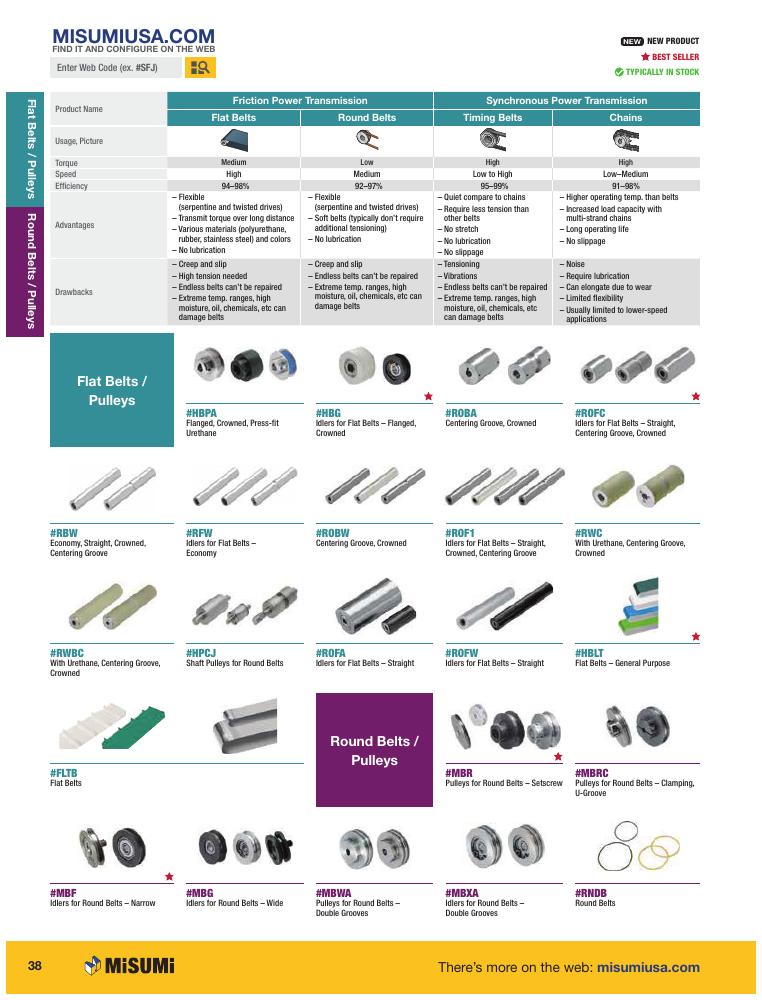 MISUMIUSA.COM
FIND IT AND CONFIGURE ON THE WEB
Enter Web Code (ex. #SFJ)
NEW NEW PRODUCT
BEST SELLER
TYPICALLY IN STOCK
Flat Belts / Pulleys
Round Belts / Pulleys
Product Name
Friction Power Transmission
Synchronous Power Transmission
Flat Belts
Round Belts
Timing Belts
Chains
Usage, Picture
Torque
Medium
Low
High
High
Speed
High
Medium
Low to High
Low–Medium
Efficiency
94–98%
92–97%
95–99%
91–98%
Advantages
– Flexible
(serpentine and twisted drives)
– Transmit torque over long distance
– Various materials (polyurethane,
rubber, stainless steel) and colors
– No lubrication
– Flexible
(serpentine and twisted drives)
– Soft belts (typically don't require
additional tensioning)
– No lubrication
– Quiet compare to chains
– Require less tension than
other belts
– No stretch
– No lubrication
– No slippage
– Higher operating temp. than belts
– Increased load capacity with
multi-strand chains
– Long operating life
– No slippage
Drawbacks
– Creep and slip
– High tension needed
– Endless belts can't be repaired
– Extreme temp. ranges, high
moisture, oil, chemicals, etc can
damage belts
– Creep and slip
– Endless belts can't be repaired
– Extreme temp. ranges, high
moisture, oil, chemicals, etc can
damage belts
– Tensioning
– Vibrations
– Endless belts can't be repaired
– Extreme temp. ranges, high
moisture, oil, chemicals, etc
can damage belts
– Noise
– Require lubrication
– Can elongate due to wear
– Limited flexibility
– Usually limited to lower-speed
applications
Flat Belts /
Pulleys
#HBPA
Flanged, Crowned, Press-fit
Urethane
#HBG
Idlers for Flat Belts – Flanged,
Crowned
#ROBA
Centering Groove, Crowned
#ROFC
Idlers for Flat Belts – Straight,
Centering Groove, Crowned
#RBW
Economy, Straight, Crowned,
Centering Groove
#RFW
Idlers for Flat Belts –
Economy
#ROBW
Centering Groove, Crowned
#ROF1
Idlers for Flat Belts – Straight,
Crowned, Centering Groove
#RWC
With Urethane, Centering Groove,
Crowned
#RWBC
With Urethane, Centering Groove,
Crowned
#HPCJ
Shaft Pulleys for Round Belts
#ROFA
Idlers for Flat Belts – Straight
#ROFW
Idlers for Flat Belts – Straight
#HBLT
Flat Belts – General Purpose
#FLTB
Flat Belts
Round Belts /
Pulleys
#MBR
Pulleys for Round Belts – Setscrew
#MBRC
Pulleys for Round Belts – Clamping,
U-Groove
#MBF
Idlers for Round Belts – Narrow
#MBG
Idlers for Round Belts – Wide
#MBWA
Pulleys for Round Belts –
Double Grooves
#MBXA
Idlers for Round Belts –
Double Grooves
#RNDB
Round Belts
38
MiSUMi
There's more on the web: misumiusa.com